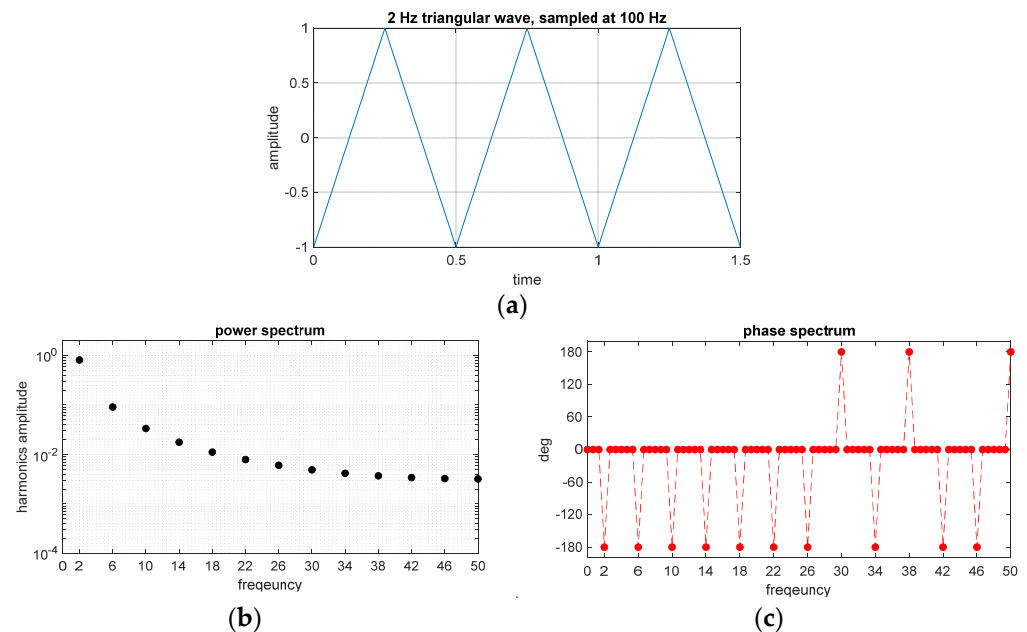 2 Hz triangular wave, sampled at 100 Hz
1
0.5
0
-0.5
-1
amplitude
0 0.5 1 1.5
time
(a)
power spectrum
10^0
10^-2
10^-4
harmonics amplitude
0 2 6 10 14 18 22 26 30 34 38 42 46 50
freqeuncy
(b)
phase spectrum
180
120
60
0
-60
-120
-180
deg
0 2 6 10 14 18 22 26 30 34 38 42 46 50
freqeuncy
(c)